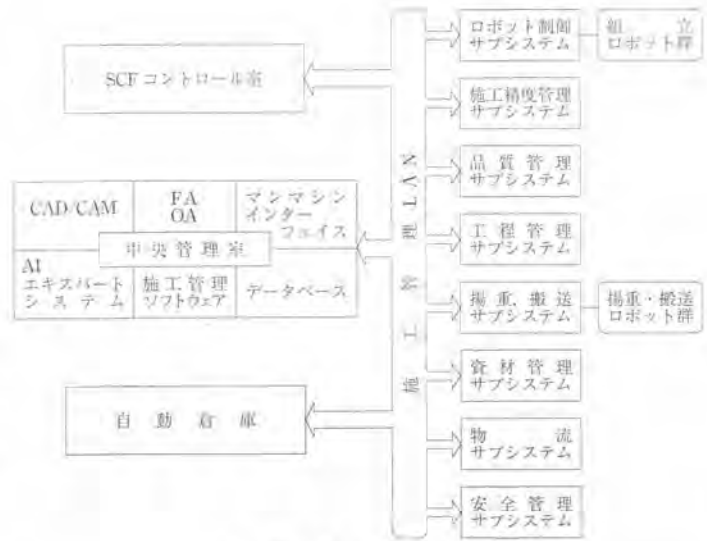 SCFコントロール室
CAD/CAM
FA
OA
マンマシン
インター
フェイス
中央管理室
AI
エキスパート
システム
施工管理
ソフトウェア
データベース
自動倉庫
施工管理LAN
ロボット制御
サブシステム
組立
ロボット群
施工精度管理
サブシステム
品質管理
サブシステム
工程管理
サブシステム
揚重,搬送
サブシステム
揚重・搬送
ロボット群
資材管理
サブシステム
物流
サブシステム
安全管理
サブシステム